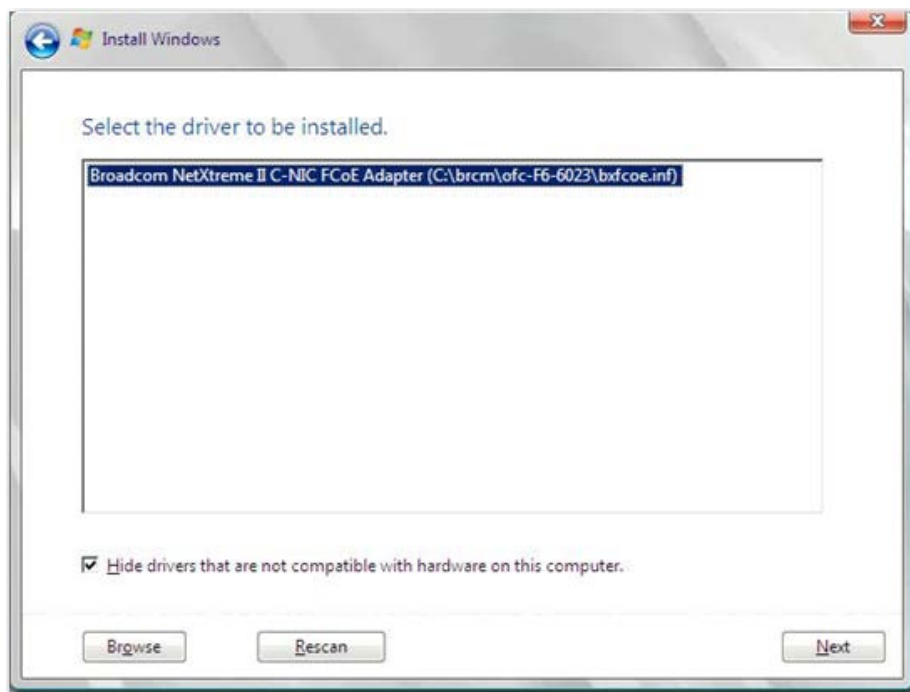 Install Windows
Select the driver to be installed.
Broadcom NetXtreme II C-NIC FCoE Adapter (C:\brcm\ofc-F6-6023\bxfcoe.inf)
Hide drivers that are not compatible with hardware on this computer.
Browse
Rescan
Next